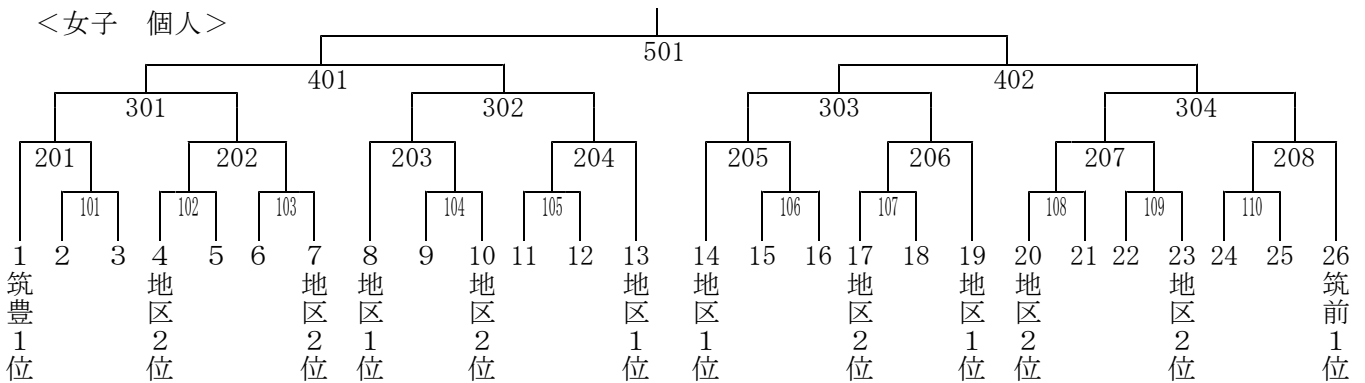 ＜女子　個人＞
501
401 402
301 302 303 304
201 202 203 204 205 206 207 208
101 102 103 104 105 106 107 108 109 110
1 2 3 4 5 6 7 8 9 10 11 12 13 14 15 16 17 18 19 20 21 22 23 24 25 26
筑豊１位
地区２位
地区２位
地区１位
地区２位
地区１位
地区１位
地区２位
地区１位
地区２位
地区２位
筑前１位